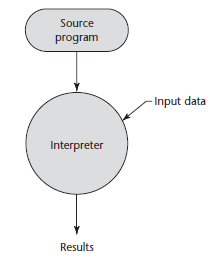 Source
program
Input data
Interpreter
Results